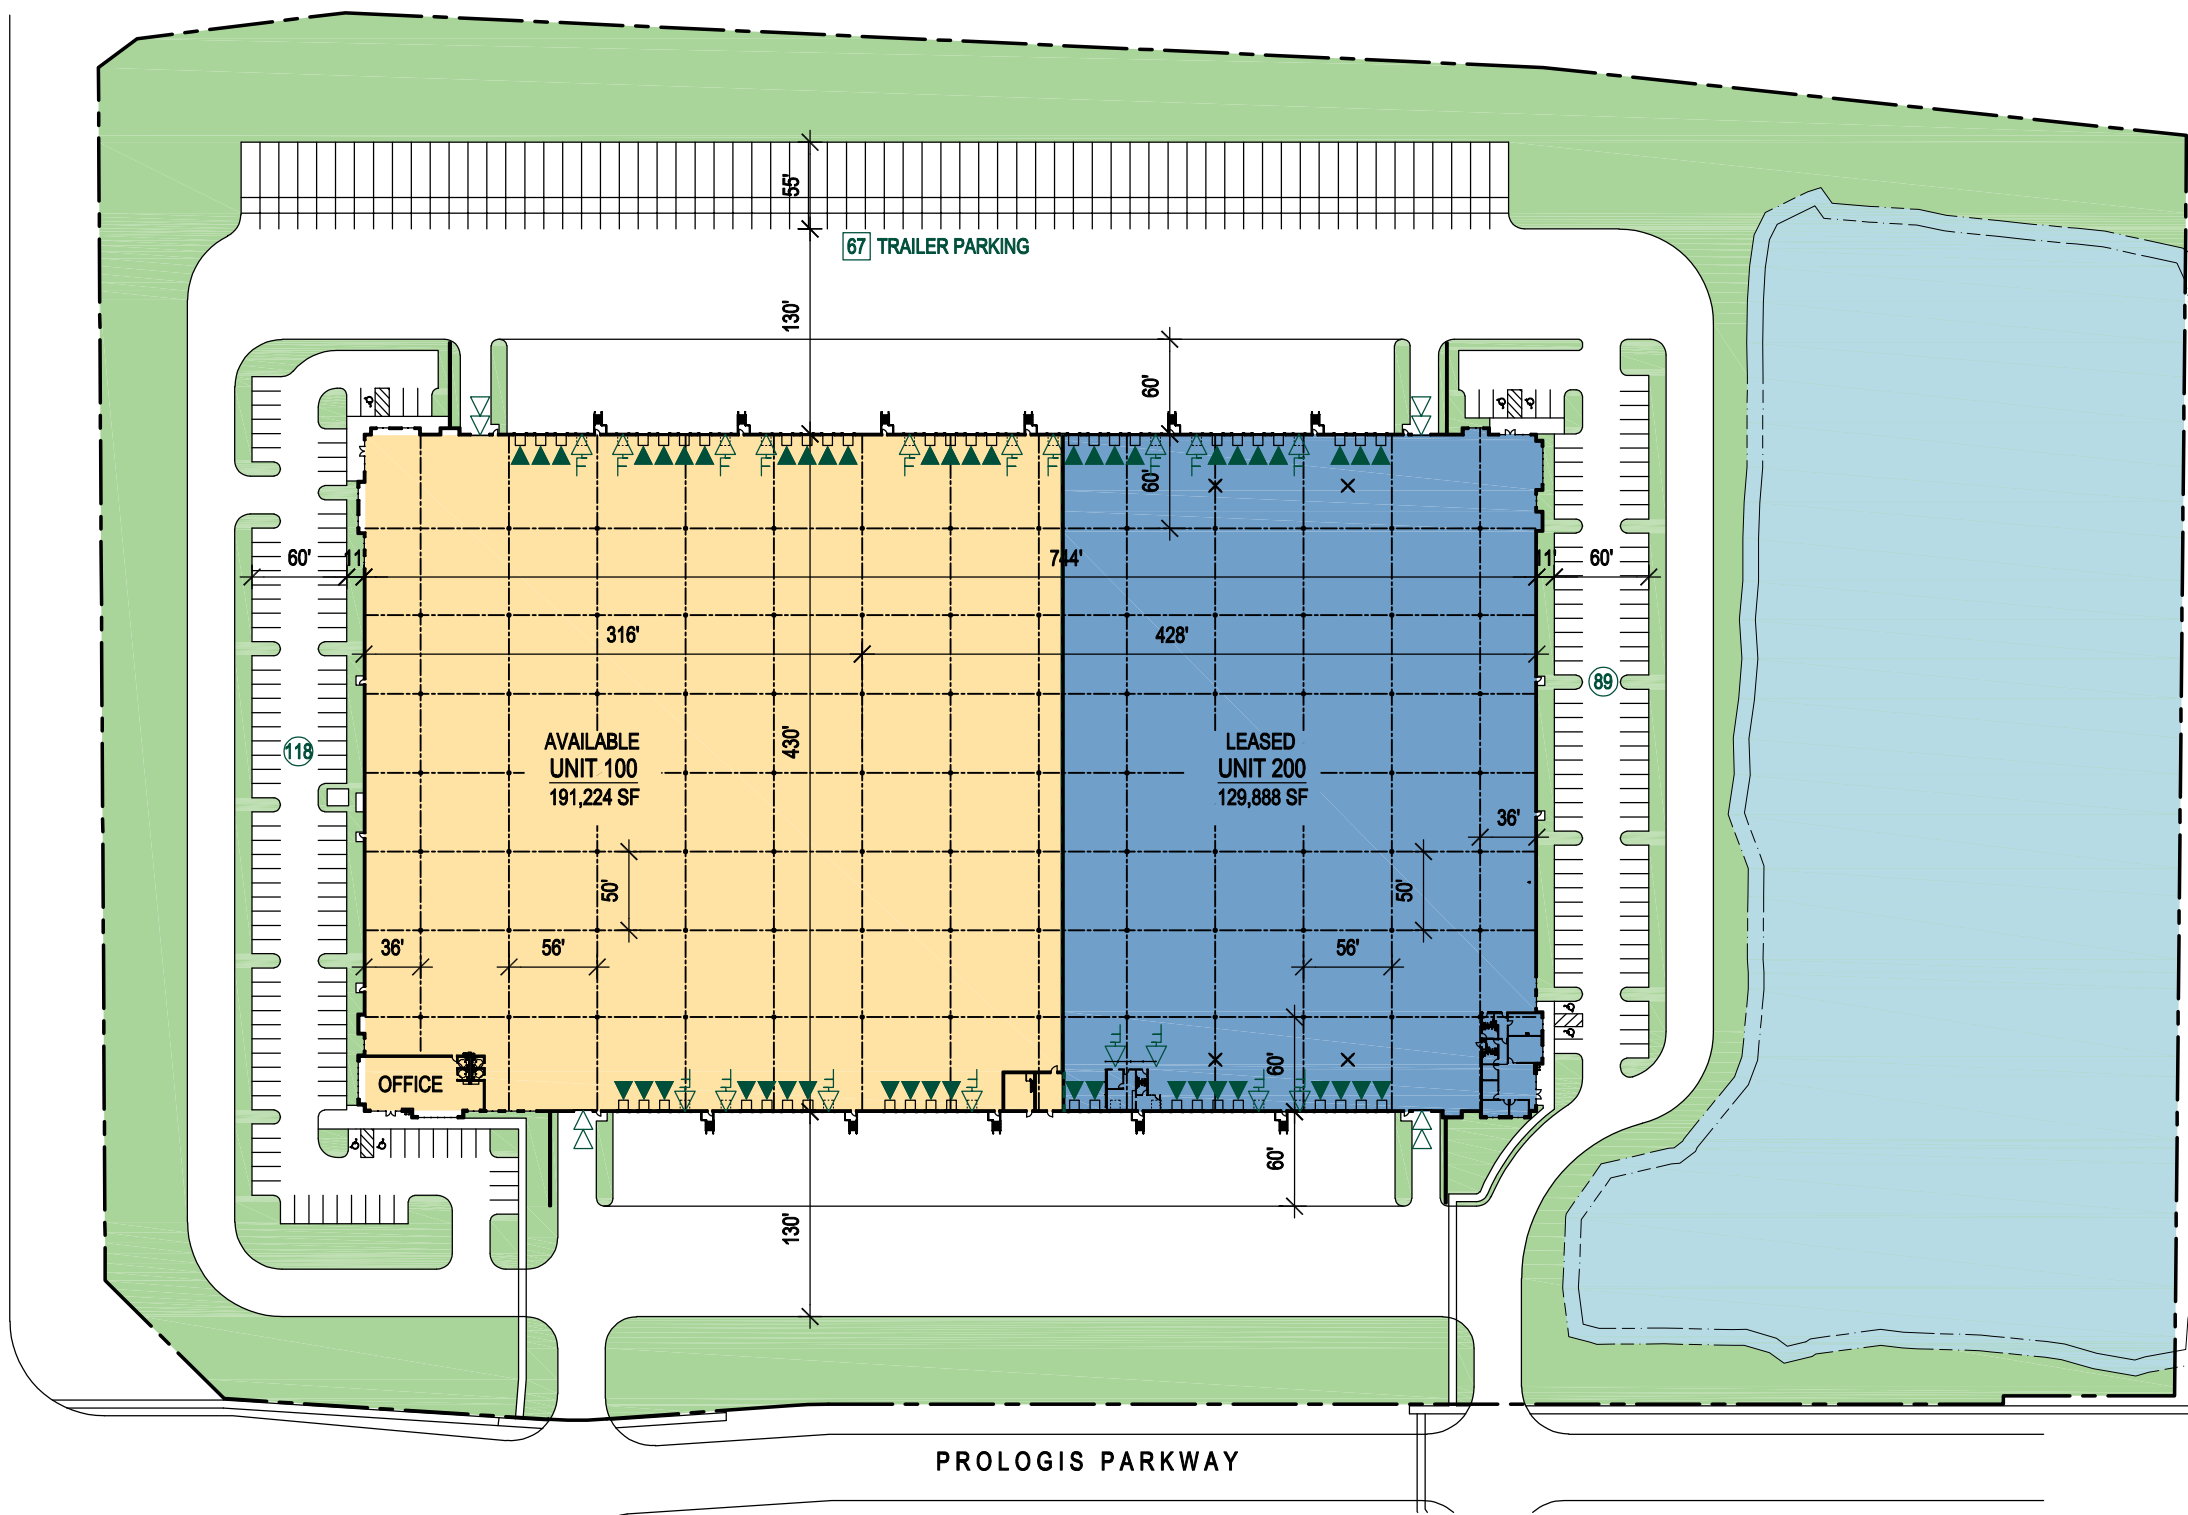 55'
67 TRAILER PARKING
130'
60'
F F F F F F F F F F
60'
60' 11' 744' 11' 60'
316' 428'
89
118
430'
AVAILABLE
UNIT 100
191,224 SF
LEASED
UNIT 200
129,888 SF
36'
50' 50'
36' 56' 56'
60'
OFFICE
F F F F F F F
60'
130'
PROLOGIS PARKWAY